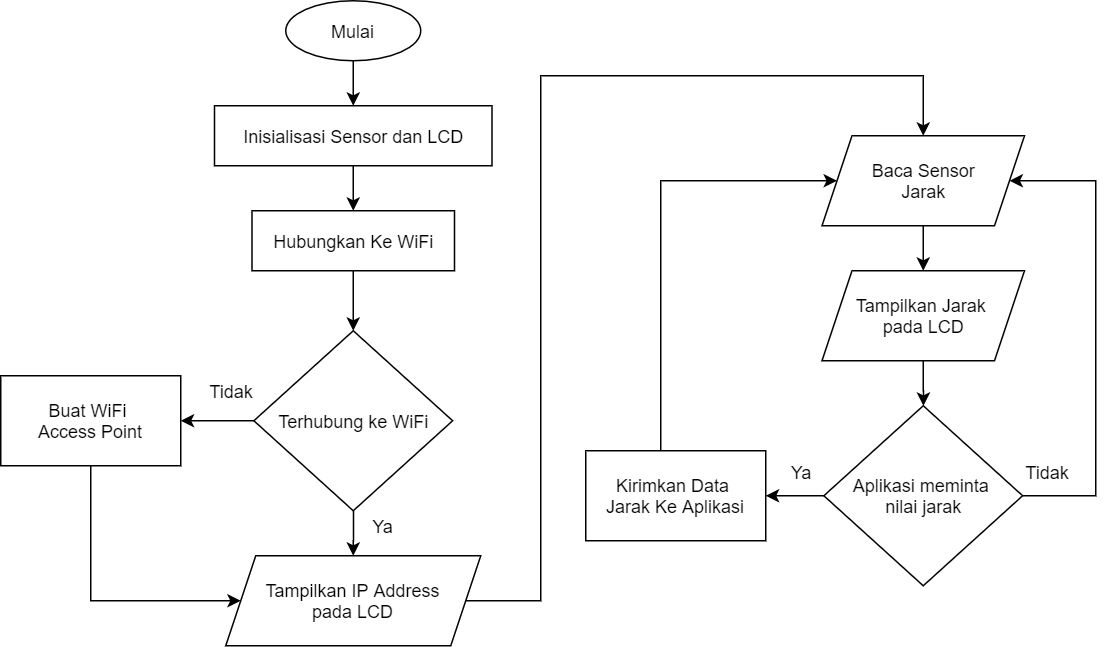 Mulai
Inisialisasi Sensor dan LCD
Hubungkan Ke WiFi
Terhubung ke WiFi
Tidak
Buat WiFi
Access Point
Ya
Tampilkan IP Address
pada LCD
Baca Sensor
Jarak
Tampilkan Jarak
pada LCD
Aplikasi meminta
nilai jarak
Ya
Tidak
Kirimkan Data
Jarak Ke Aplikasi